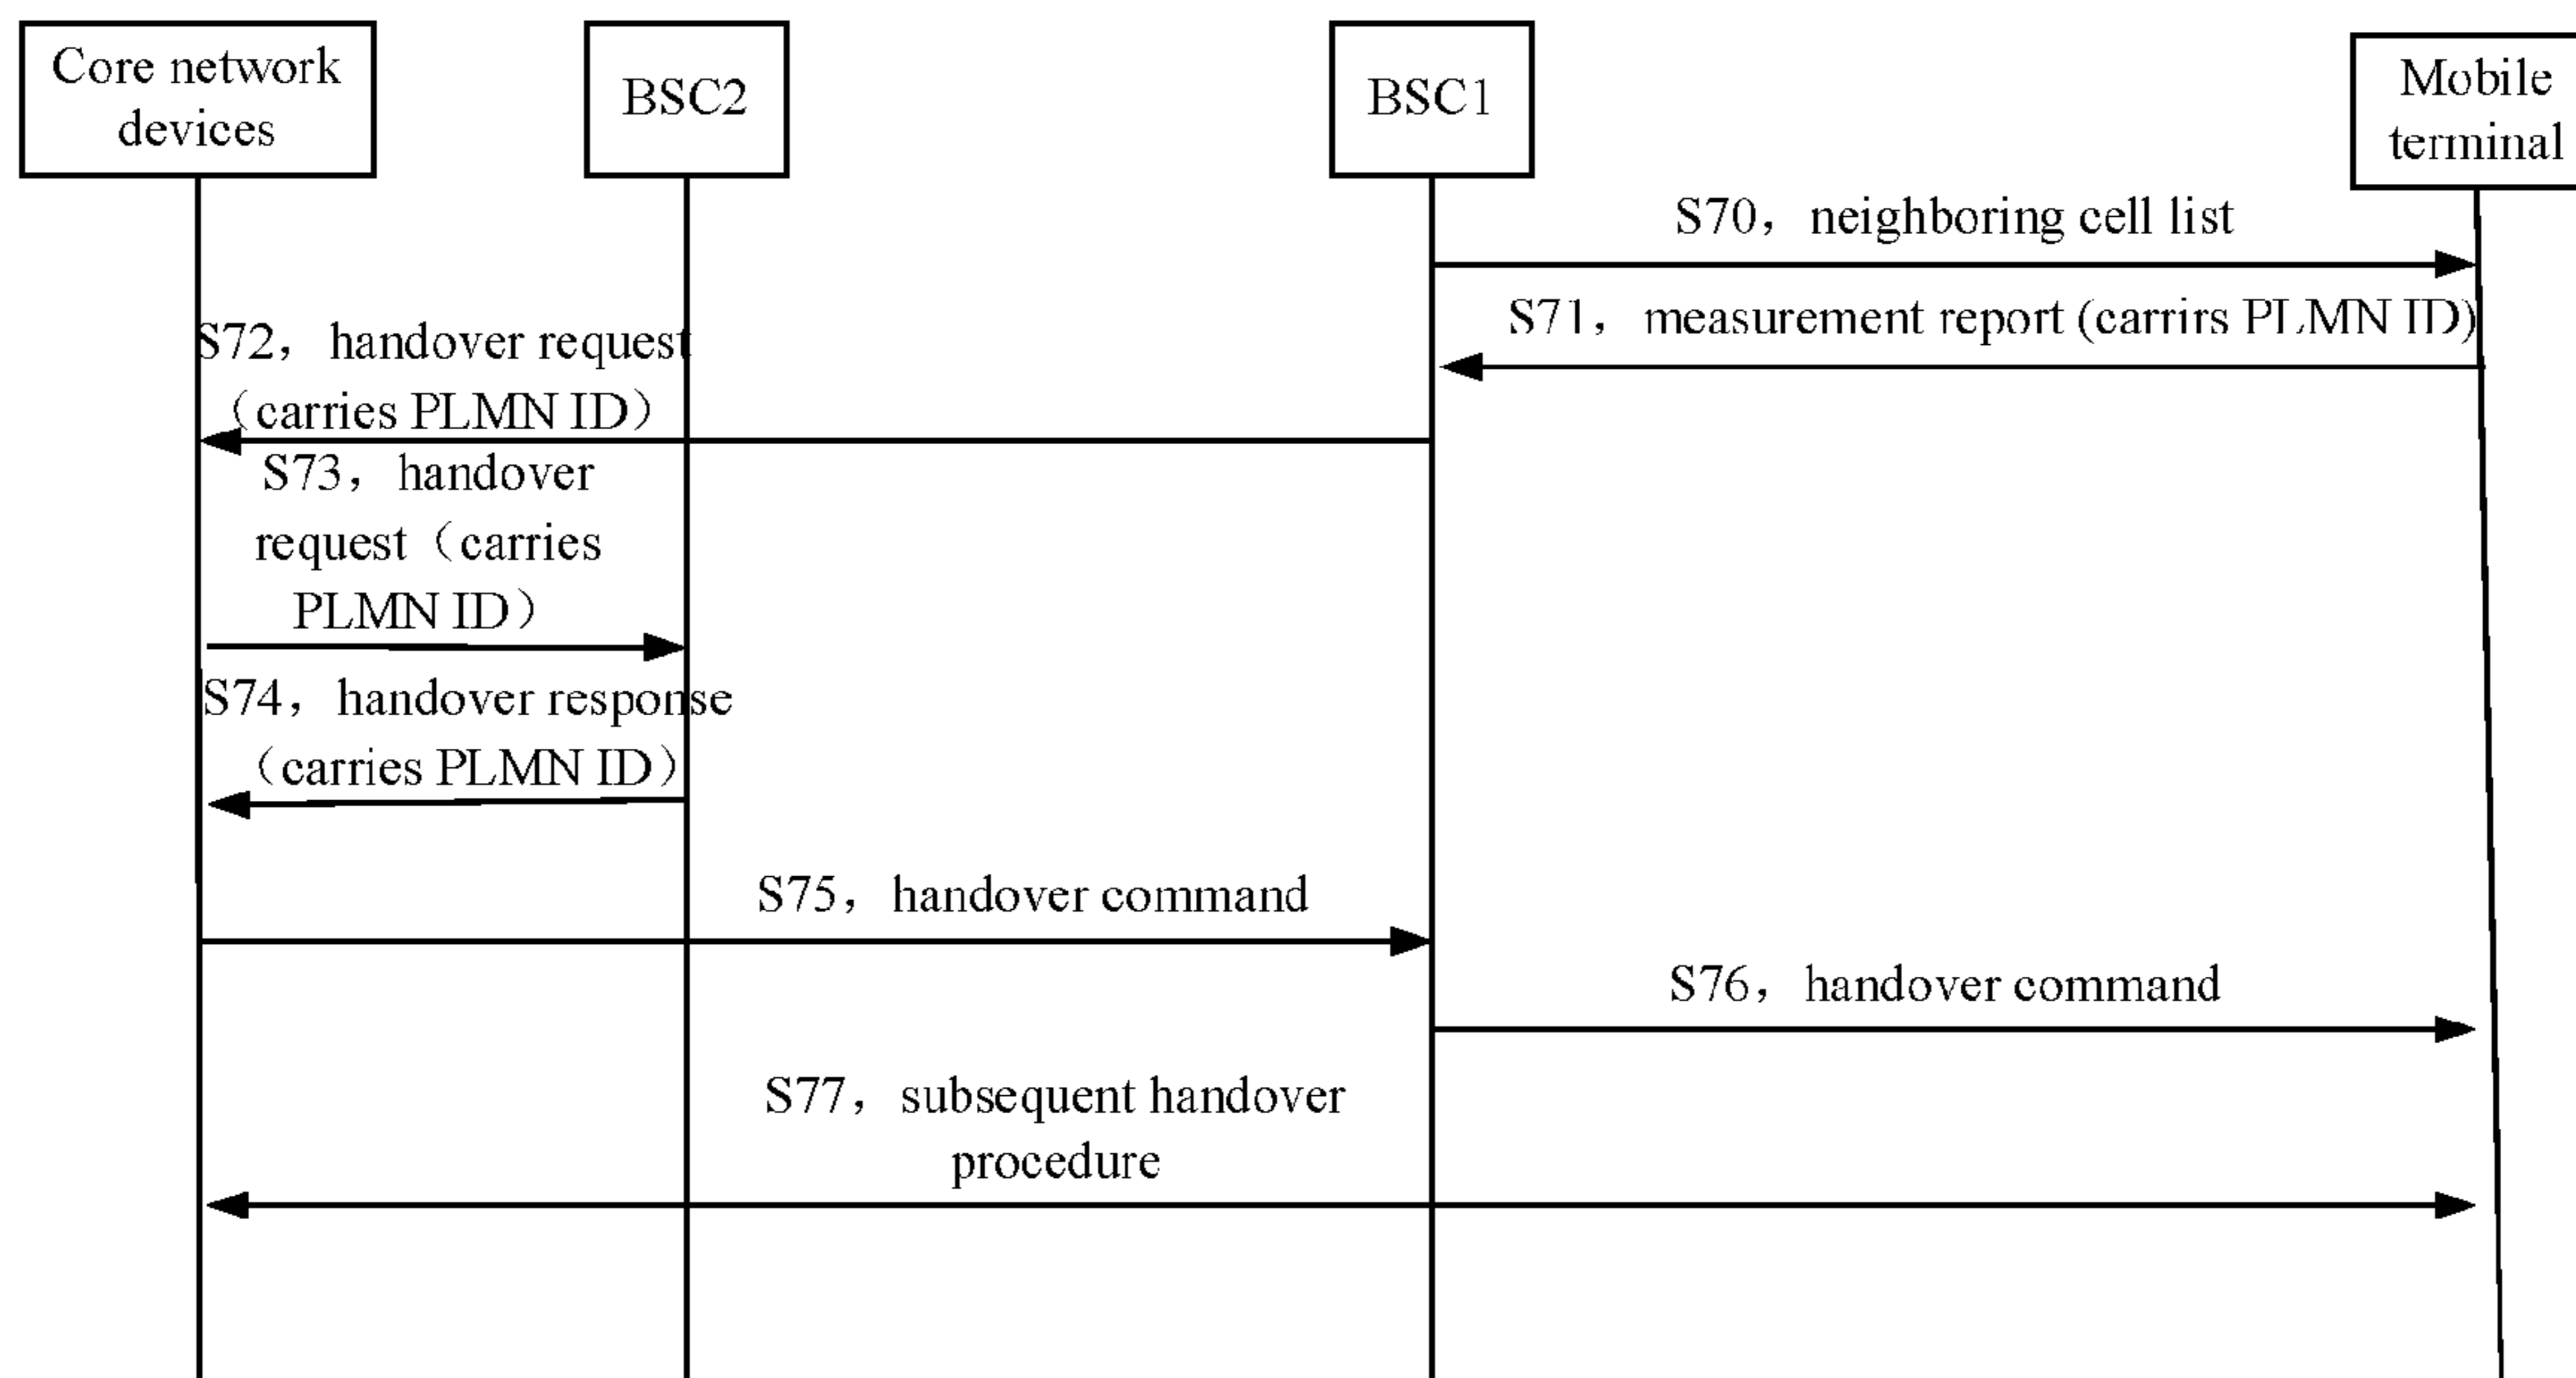 Core network
devices
BSC2
BSC1
Mobile
terminal
S70，neighboring cell list
S71，measurement report (carrirs PLMN ID)
S72，handover request
（carries PLMN ID）
S73，handover
request（carries
PLMN ID）
S74，handover response
（carries PLMN ID）
S75，handover command
S76，handover command
S77，subsequent handover
procedure